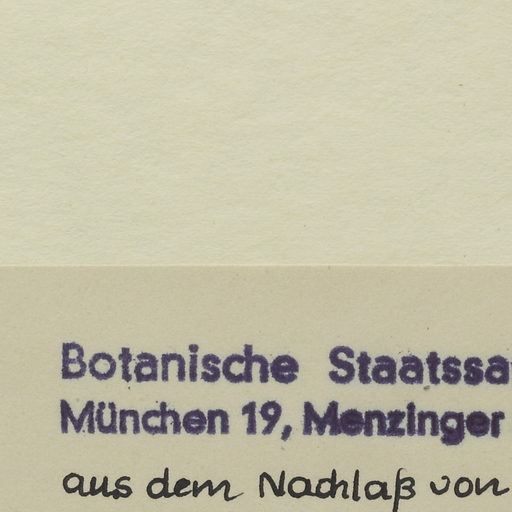 Botanische Staatssa
München 19, Menzinger
aus dem Nachlaß von